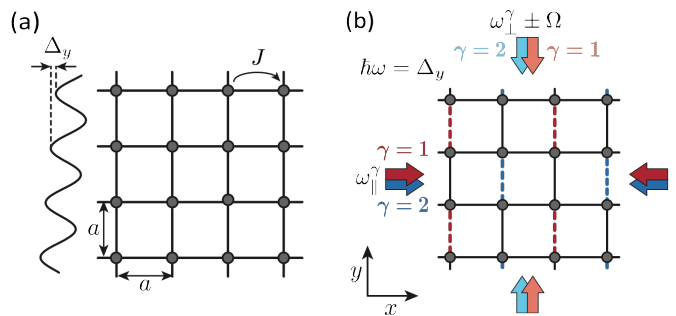 (a)
Δ_y
J
a
a
(b)
ω_⊥^γ ± Ω
γ = 2
γ = 1
ħω = Δ_y
γ = 1
ω_∥^γ
γ = 2
y
x